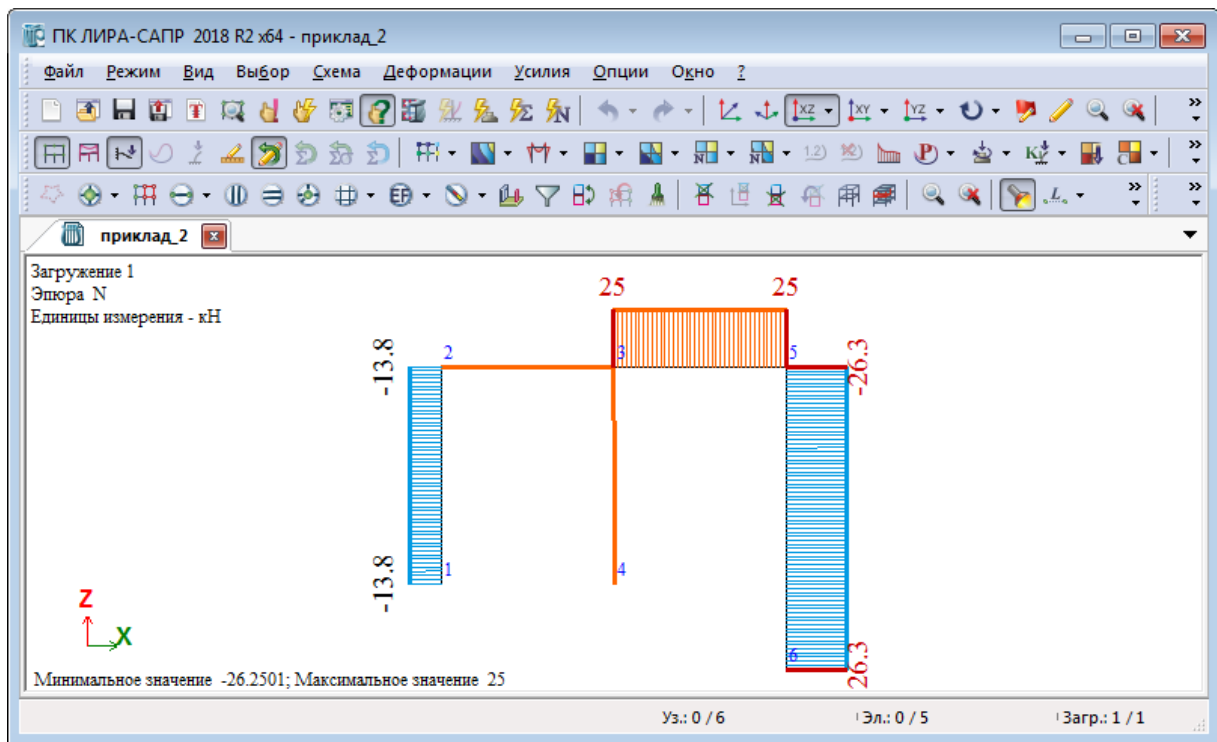 ПК ЛИРА-САПР 2018 R2 x64 - приклад_2
Файл Режим Вид Выбор Схема Деформации Усилия Опции Окно ?
приклад_2
Загружение 1
Эпюра N
Единицы измерения - кН
25 25
-13.8 2 3 5 -26.3
-13.8 1 4
6 26.3
Z
X
Минимальное значение -26.2501; Максимальное значение 25
Уз.: 0 / 6 Эл.: 0 / 5 Загр.: 1 / 1